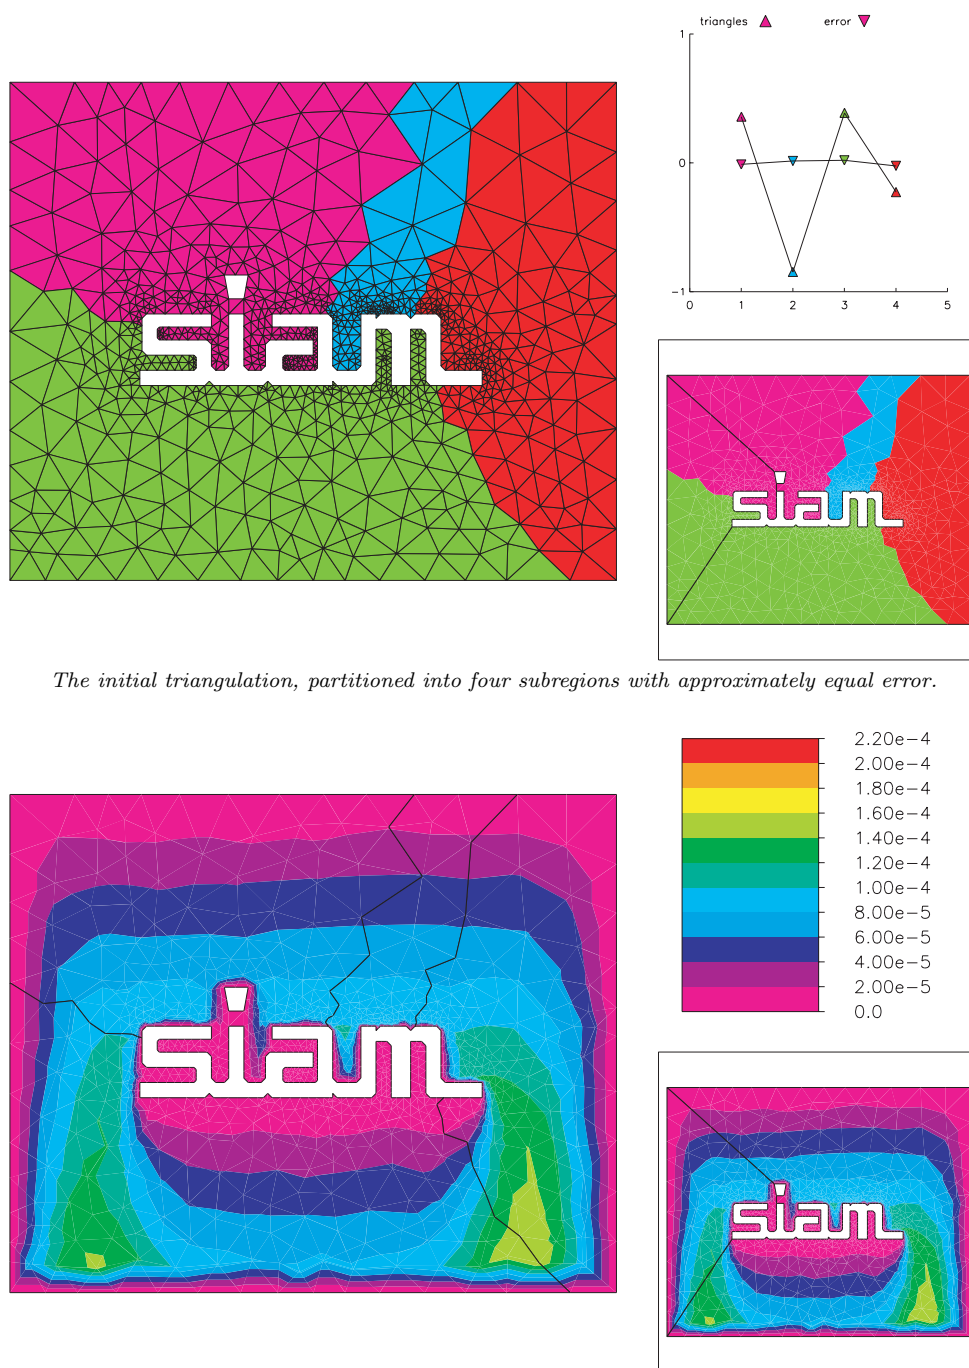 triangles error
1
0
−1
0 1 2 3 4 5
siam
siam
The initial triangulation, partitioned into four subregions with approximately equal error.
2.20e−4
2.00e−4
1.80e−4
1.60e−4
1.40e−4
1.20e−4
1.00e−4
8.00e−5
6.00e−5
4.00e−5
2.00e−5
0.0
siam
siam